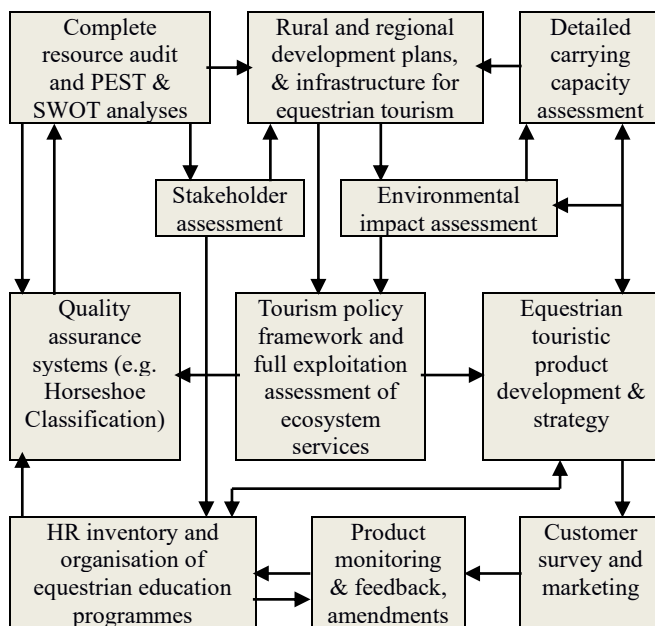 Complete
resource audit
and PEST &
SWOT analyses
Rural and regional
development plans,
& infrastructure for
equestrian tourism
Detailed
carrying
capacity
assessment
Stakeholder
assessment
Environmental
impact assessment
Quality
assurance
systems (e.g.
Horseshoe
Classification)
Tourism policy
framework and
full exploitation
assessment of
ecosystem
services
Equestrian
touristic
product
development &
strategy
HR inventory and
organisation of
equestrian education
programmes
Product
monitoring
& feedback,
amendments
Customer
survey and
marketing